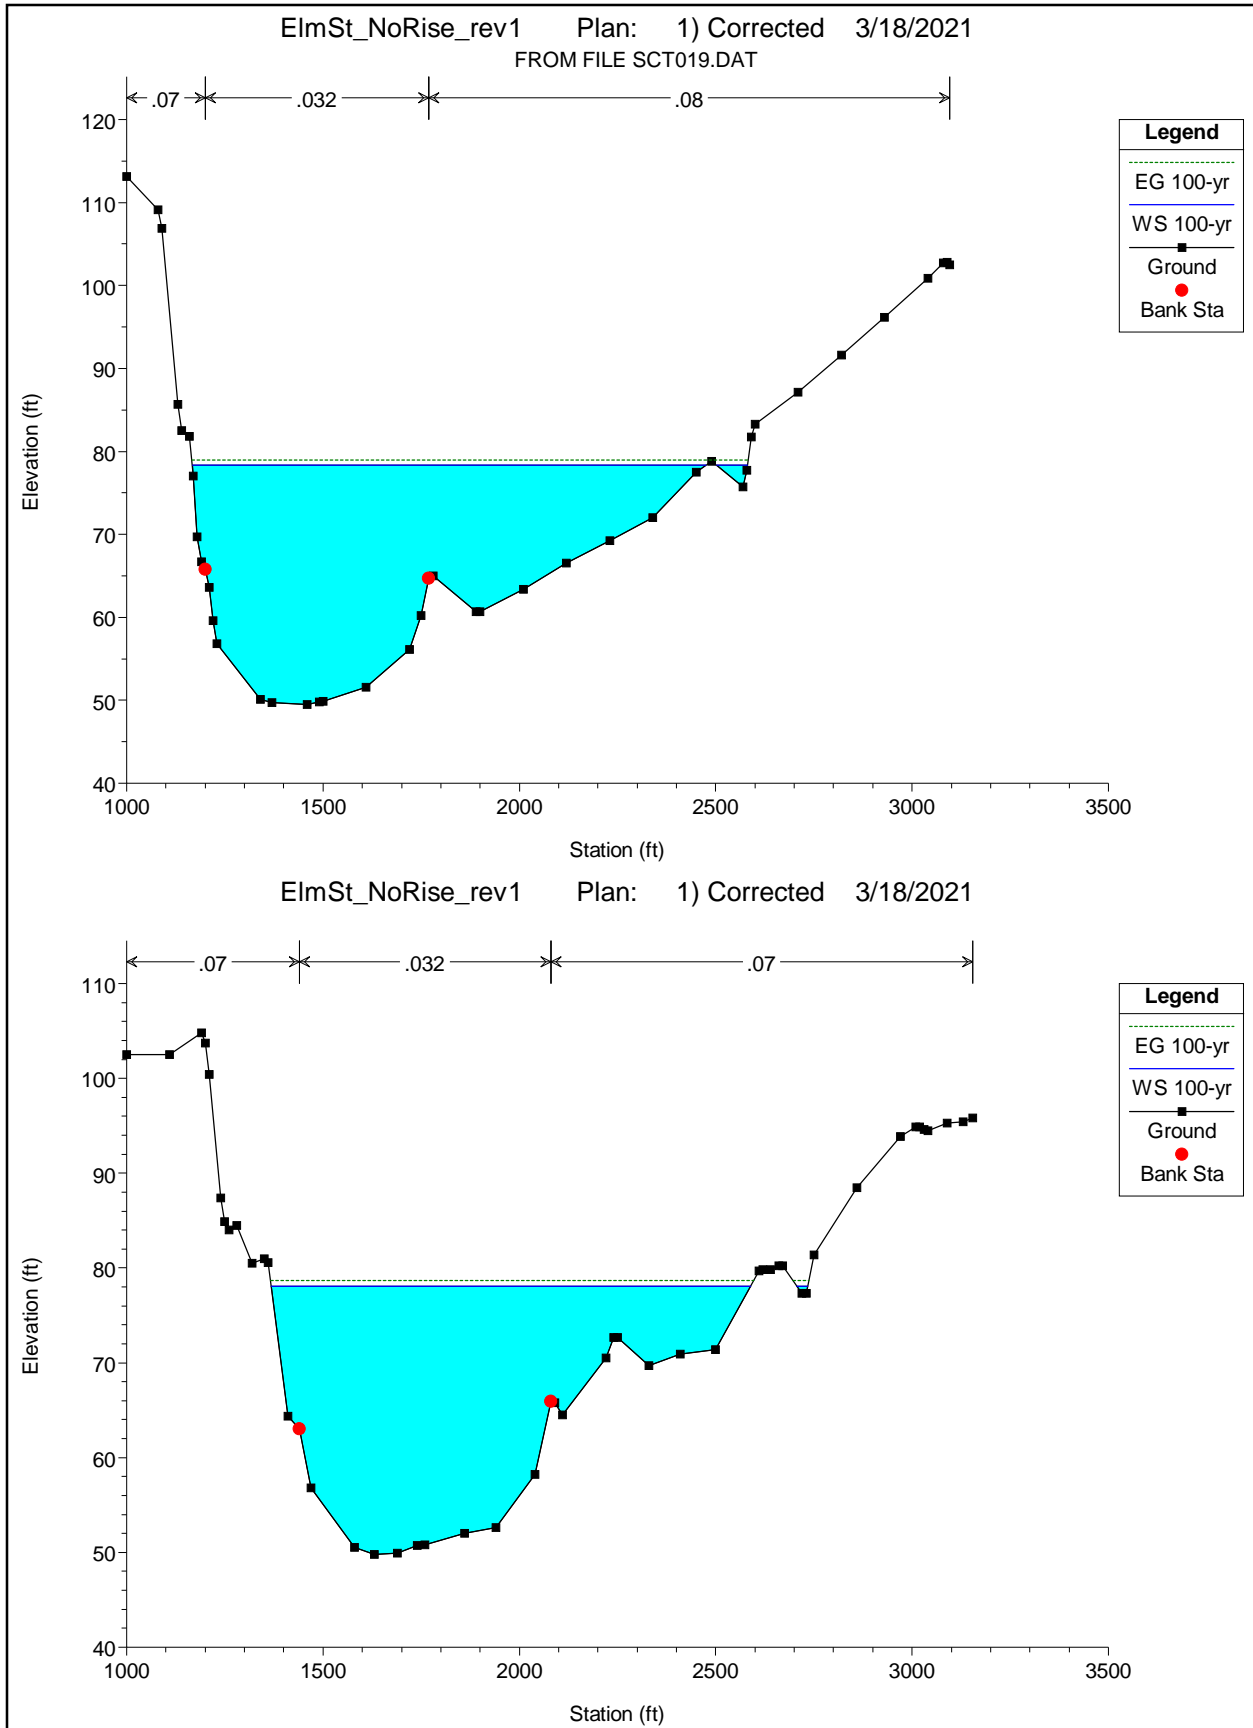 ElmSt_NoRise_rev1 Plan: 1) Corrected 3/18/2021
FROM FILE SCT019.DAT
.07 .032 .08
120
110
100
90
80
70
60
50
40
Elevation (ft)
1000 1500 2000 2500 3000 3500
Station (ft)
Legend
EG 100-yr
WS 100-yr
Ground
Bank Sta
ElmSt_NoRise_rev1 Plan: 1) Corrected 3/18/2021
.07 .032 .07
110
100
90
80
70
60
50
40
Elevation (ft)
1000 1500 2000 2500 3000 3500
Station (ft)
Legend
EG 100-yr
WS 100-yr
Ground
Bank Sta